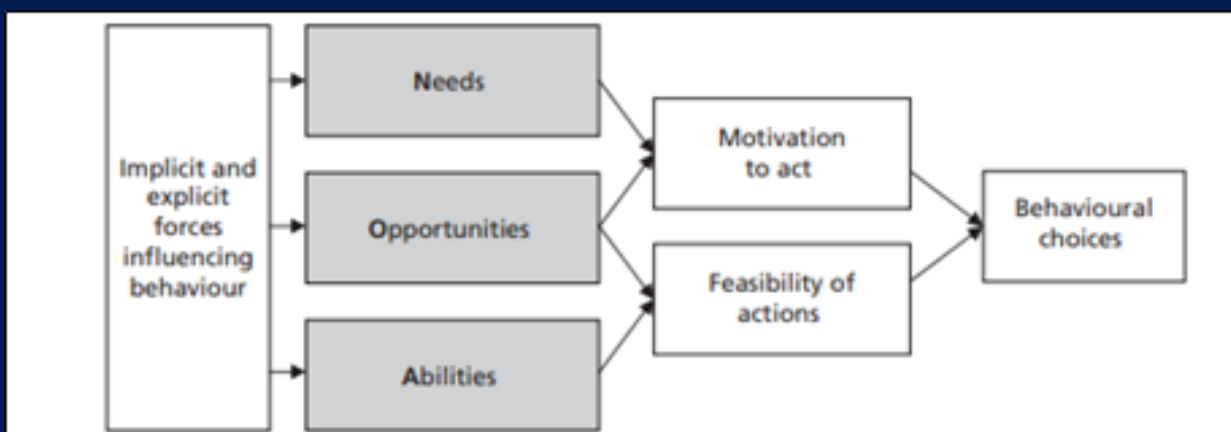 Implicit and
explicit
forces
influencing
behaviour
Needs
Opportunities
Abilities
Motivation
to act
Feasibility of
actions
Behavioural
choices